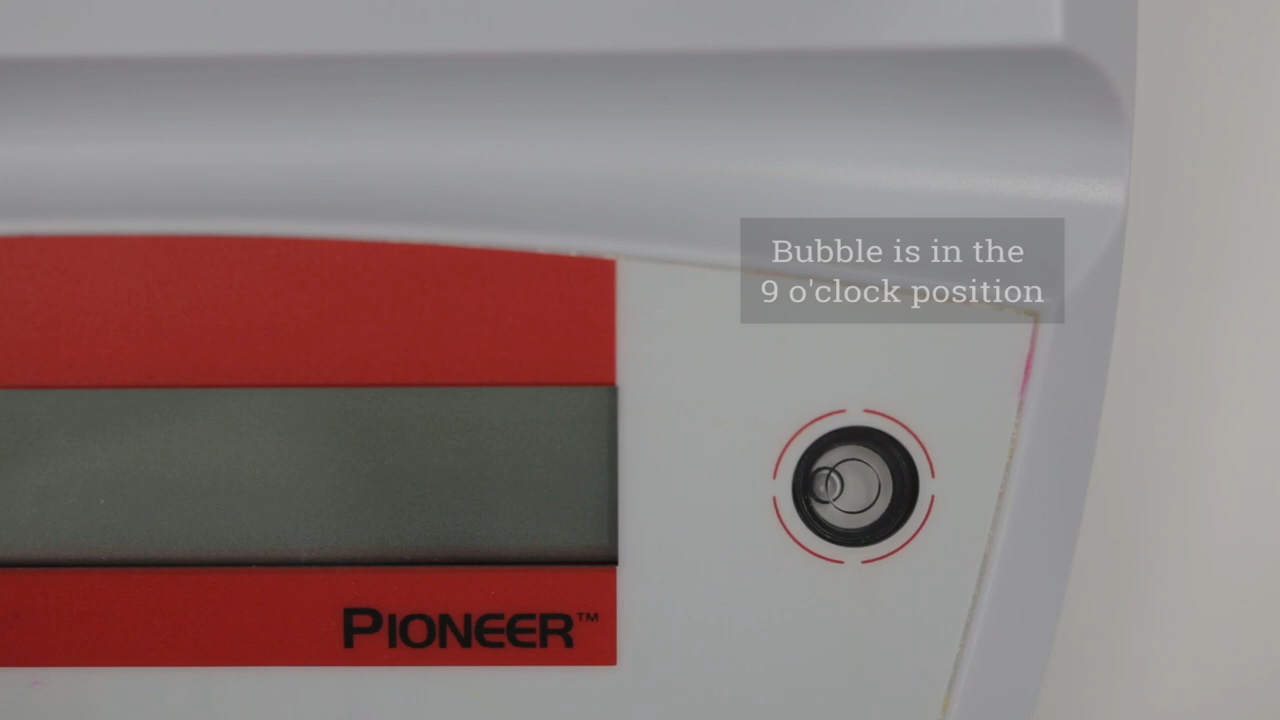 Bubble is in the
9 o'clock position
PIONEER™